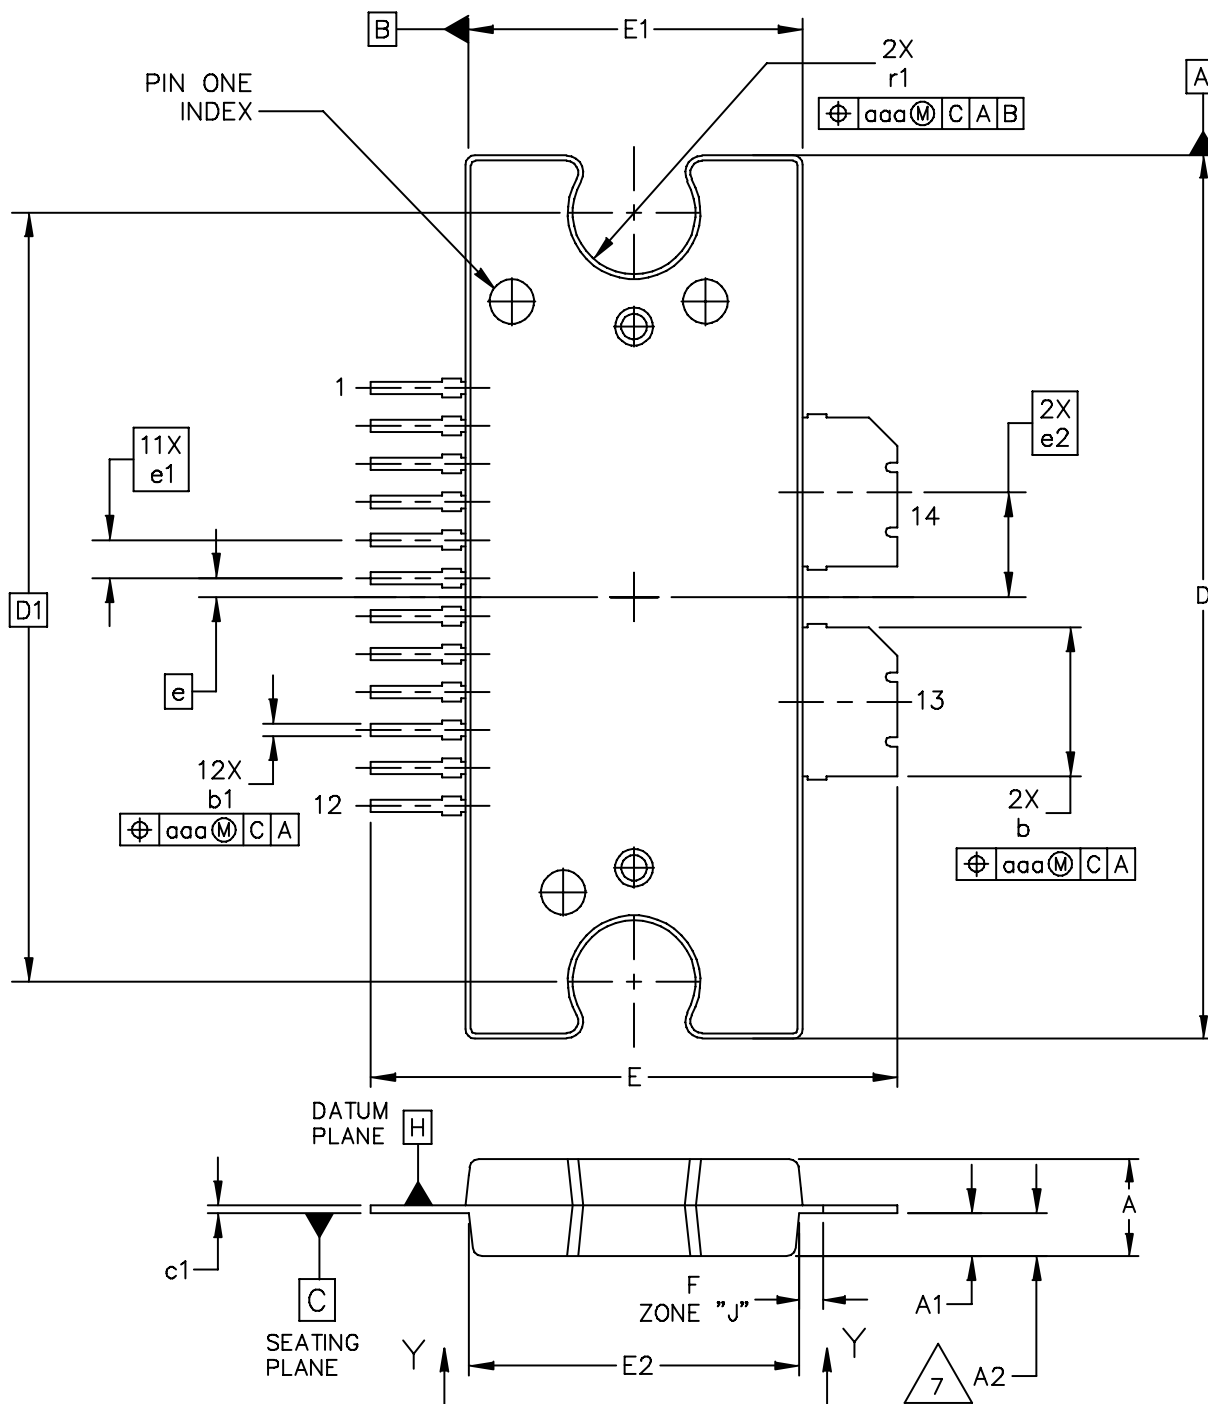 B
E1
2X
r1
⌖ aaa Ⓜ C A B
A
PIN ONE
INDEX
1
11X
e1
2X
e2
14
D1
D
e
13
12X
b1
⌖ aaa Ⓜ C A
12
2X
b
⌖ aaa Ⓜ C A
E
DATUM
PLANE
H
A
c1
C
SEATING
PLANE
F
ZONE "J"
A1
Y
E2
Y
7
A2